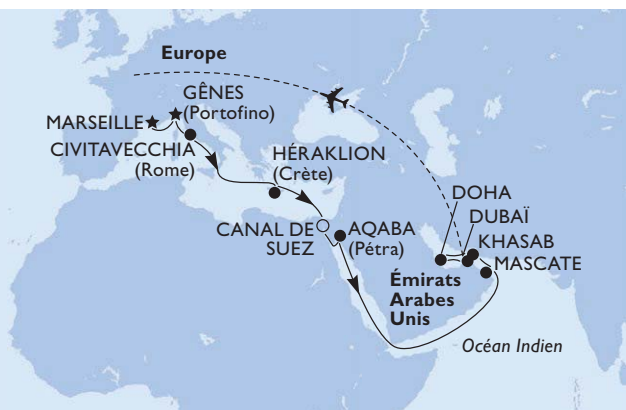 Europe
GÊNES
(Portofino)
MARSEILLE
CIVITAVECCHIA
(Rome)
HÉRAKLION
(Crète)
CANAL DE
SUEZ
AQABA
(Pétra)
DOHA
DUBAÏ
KHASAB
MASCATE
Émirats
Arabes
Unis
Océan Indien